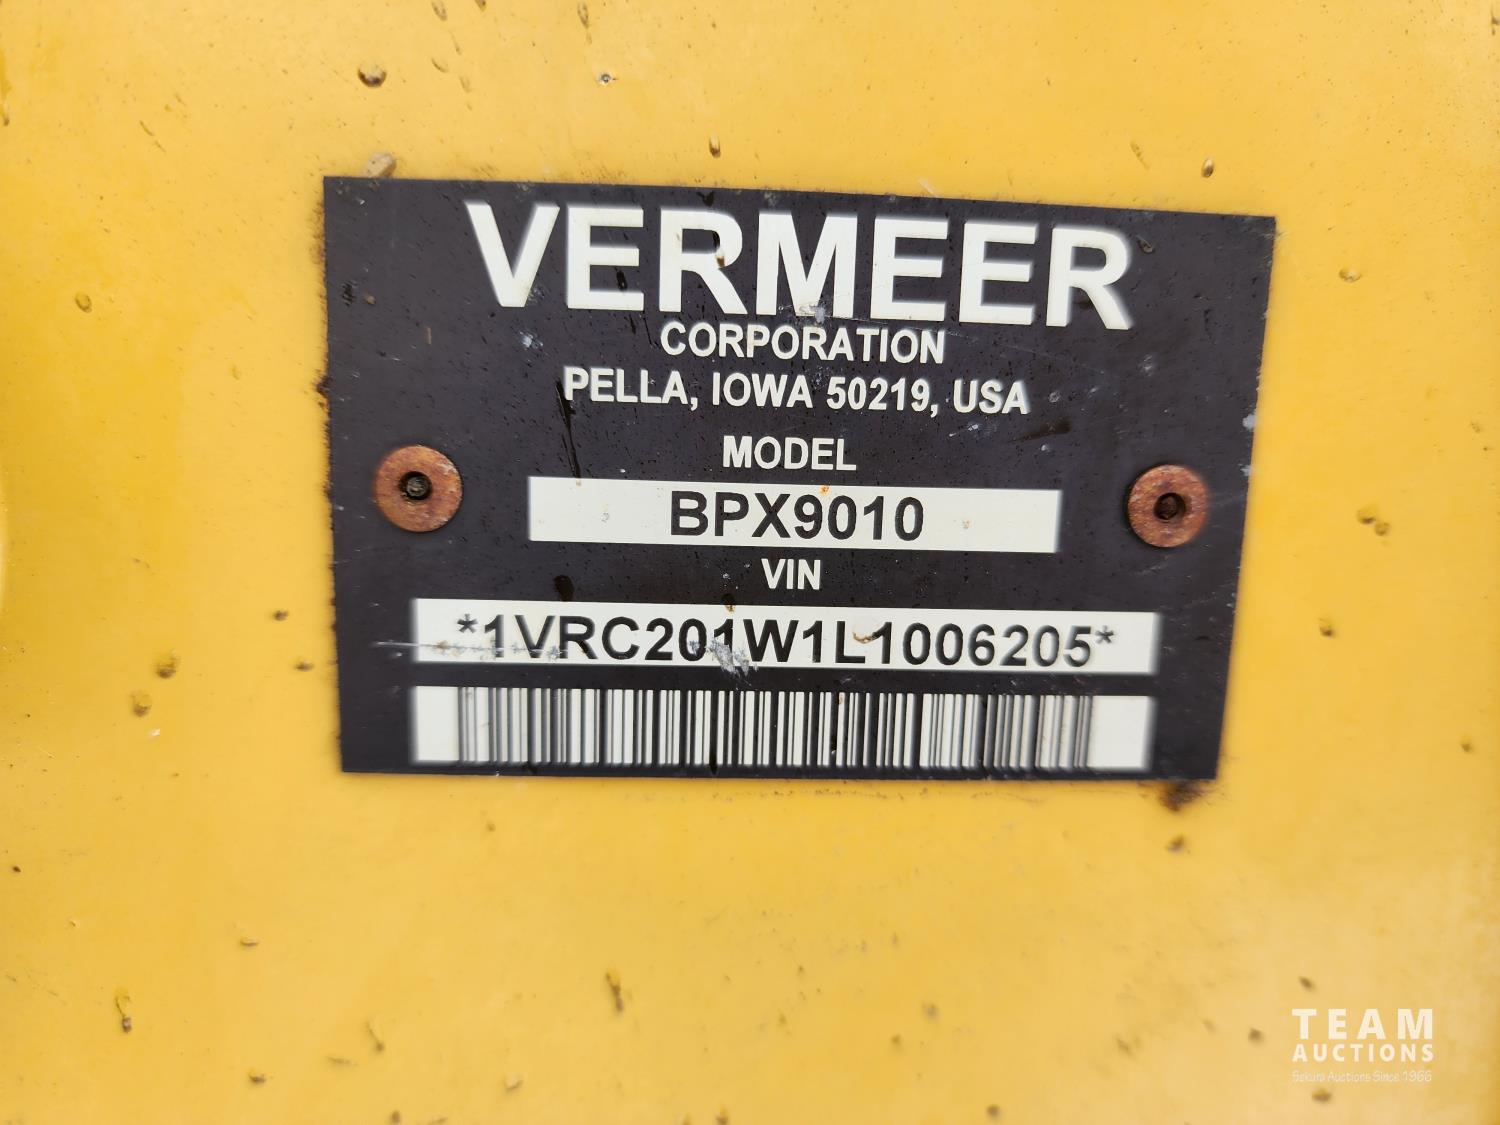 VERMEER
CORPORATION
PELLA, IOWA 50219, USA
MODEL
BPX9010
VIN
*1VRC201W1L1006205*
TEAM
AUCTIONS
Sekura Auctions Since 1966